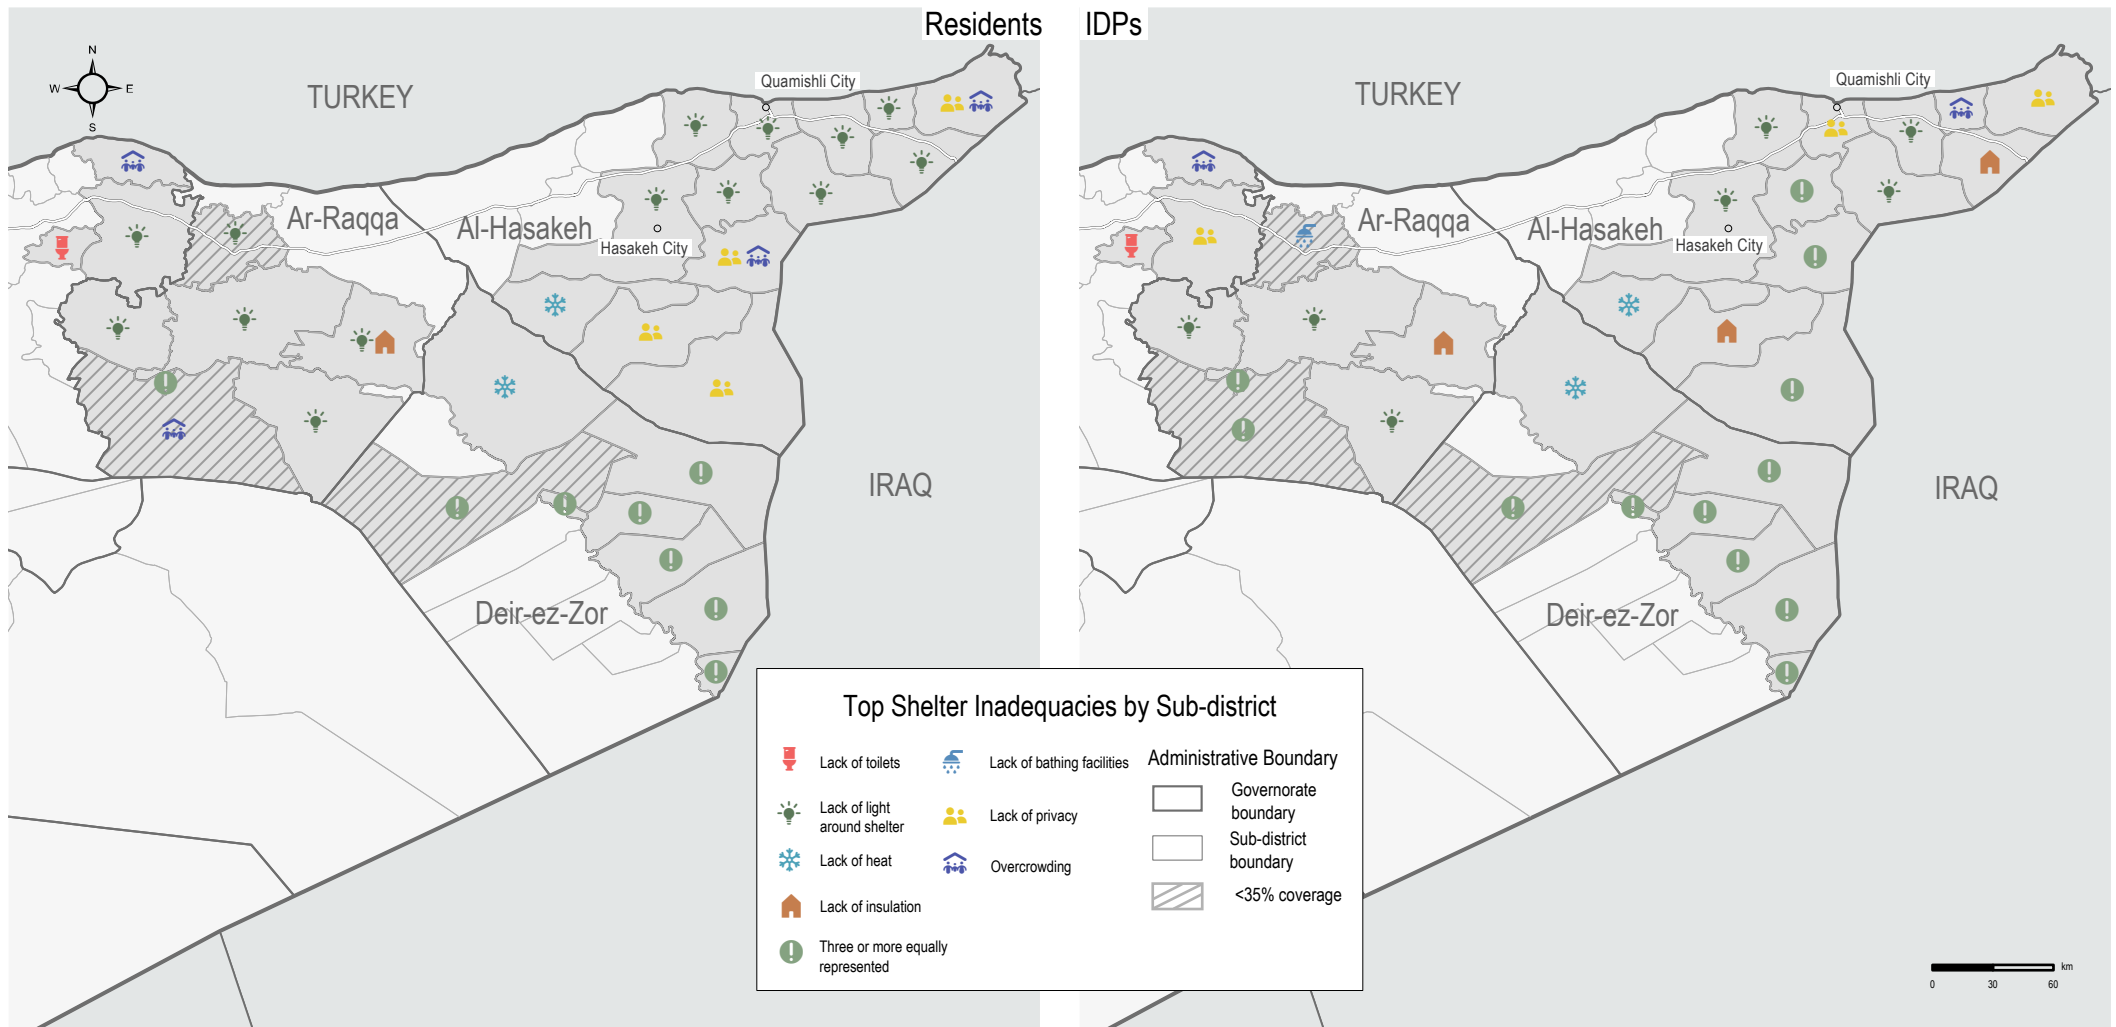 Residents
IDPs
N
W
E
S
TURKEY
Quamishli City
Ar-Raqqa
Al-Hasakeh
Hasakeh City
IRAQ
Deir-ez-Zor
TURKEY
Quamishli City
Ar-Raqqa
Al-Hasakeh
Hasakeh City
IRAQ
Deir-ez-Zor
Top Shelter Inadequacies by Sub-district
Lack of toilets
Lack of light
around shelter
Lack of heat
Lack of insulation
Three or more equally
represented
Lack of bathing facilities
Lack of privacy
Overcrowding
Administrative Boundary
Governorate
boundary
Sub-district
boundary
<35% coverage
km
0 30 60